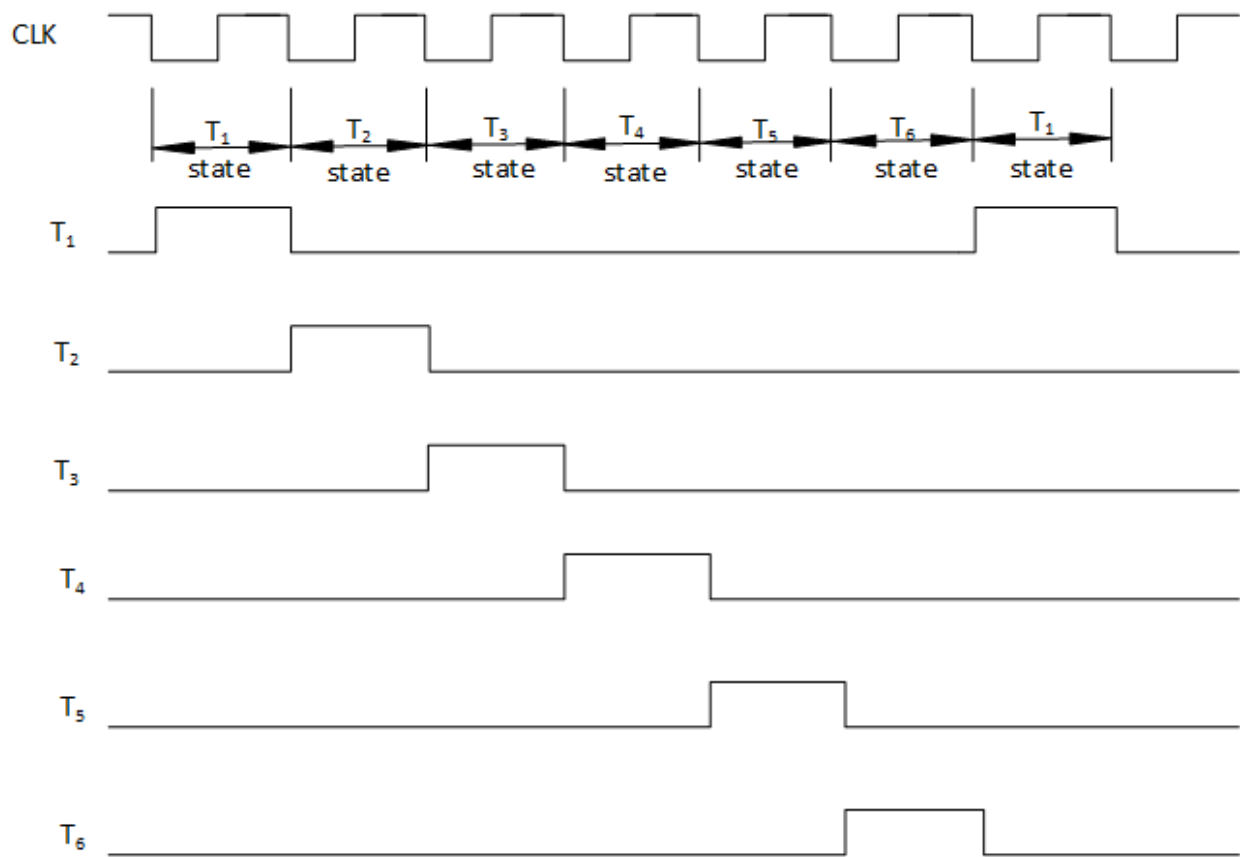 CLK
T₁ T₂ T₃ T₄ T₅ T₆ T₁
state state state state state state state
T₁
T₂
T₃
T₄
T₅
T₆